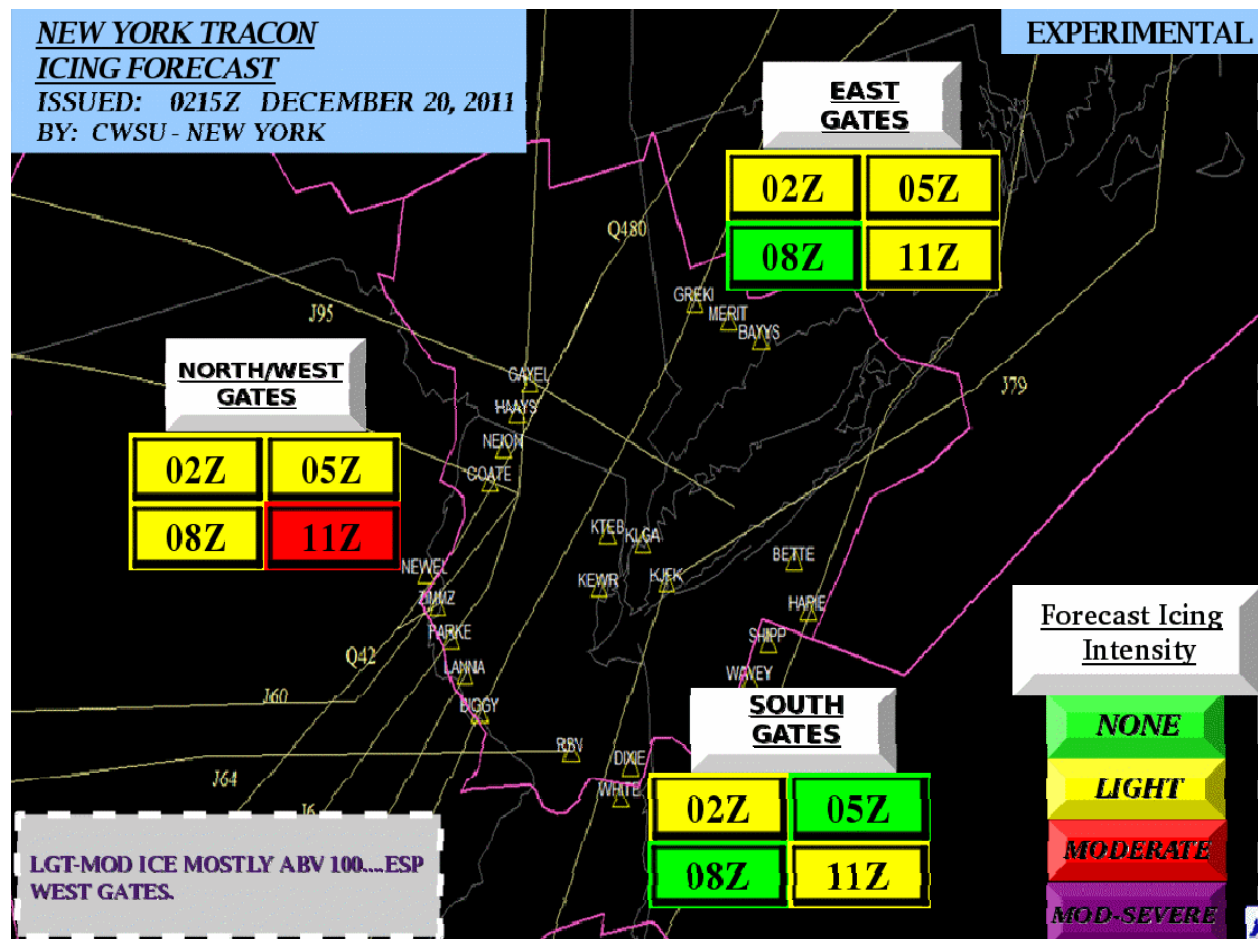 NEW YORK TRACON
ICING FORECAST
ISSUED: 0215Z DECEMBER 20, 2011
BY: CWSU - NEW YORK
EXPERIMENTAL
EAST
GATES
02Z 05Z
08Z 11Z
Q480
GREKI
MERIT
BAYYS
J95
J79
NORTH/WEST
GATES
02Z 05Z
08Z 11Z
GAYEL
HAAYS
NEION
COATE
KTEB
KLGA
KEWR
KJFK
BETTE
HAPIE
SHIPP
WAVEY
NEWEL
ZIMMZ
PARKE
LANNA
BIGGY
Q42
J60
J64
J6
RBV
DIXIE
WHITE
SOUTH
GATES
02Z 05Z
08Z 11Z
Forecast Icing
Intensity
NONE
LIGHT
MODERATE
MOD-SEVERE
LGT-MOD ICE MOSTLY ABV 100....ESP
WEST GATES.